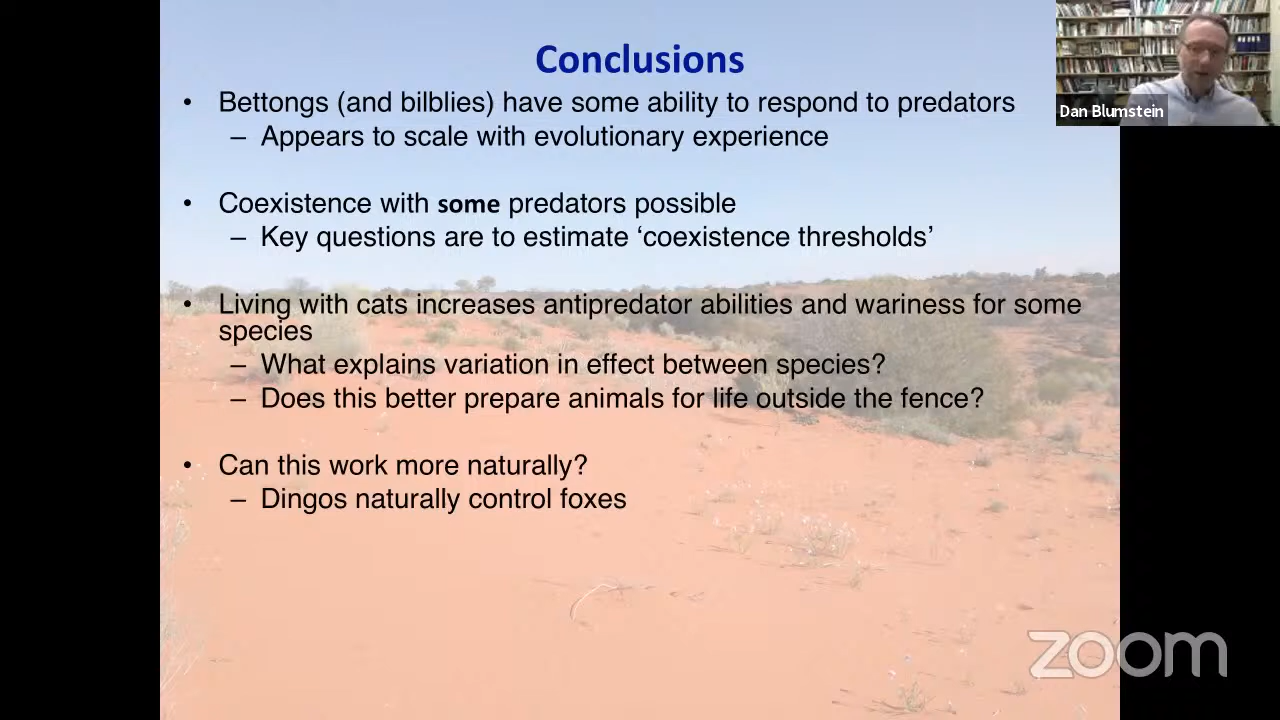 Conclusions
• Bettongs (and bilblies) have some ability to respond to predators
– Appears to scale with evolutionary experience
• Coexistence with some predators possible
– Key questions are to estimate ‘coexistence thresholds’
• Living with cats increases antipredator abilities and wariness for some
species
– What explains variation in effect between species?
– Does this better prepare animals for life outside the fence?
• Can this work more naturally?
– Dingos naturally control foxes
Dan Blumstein
zoom